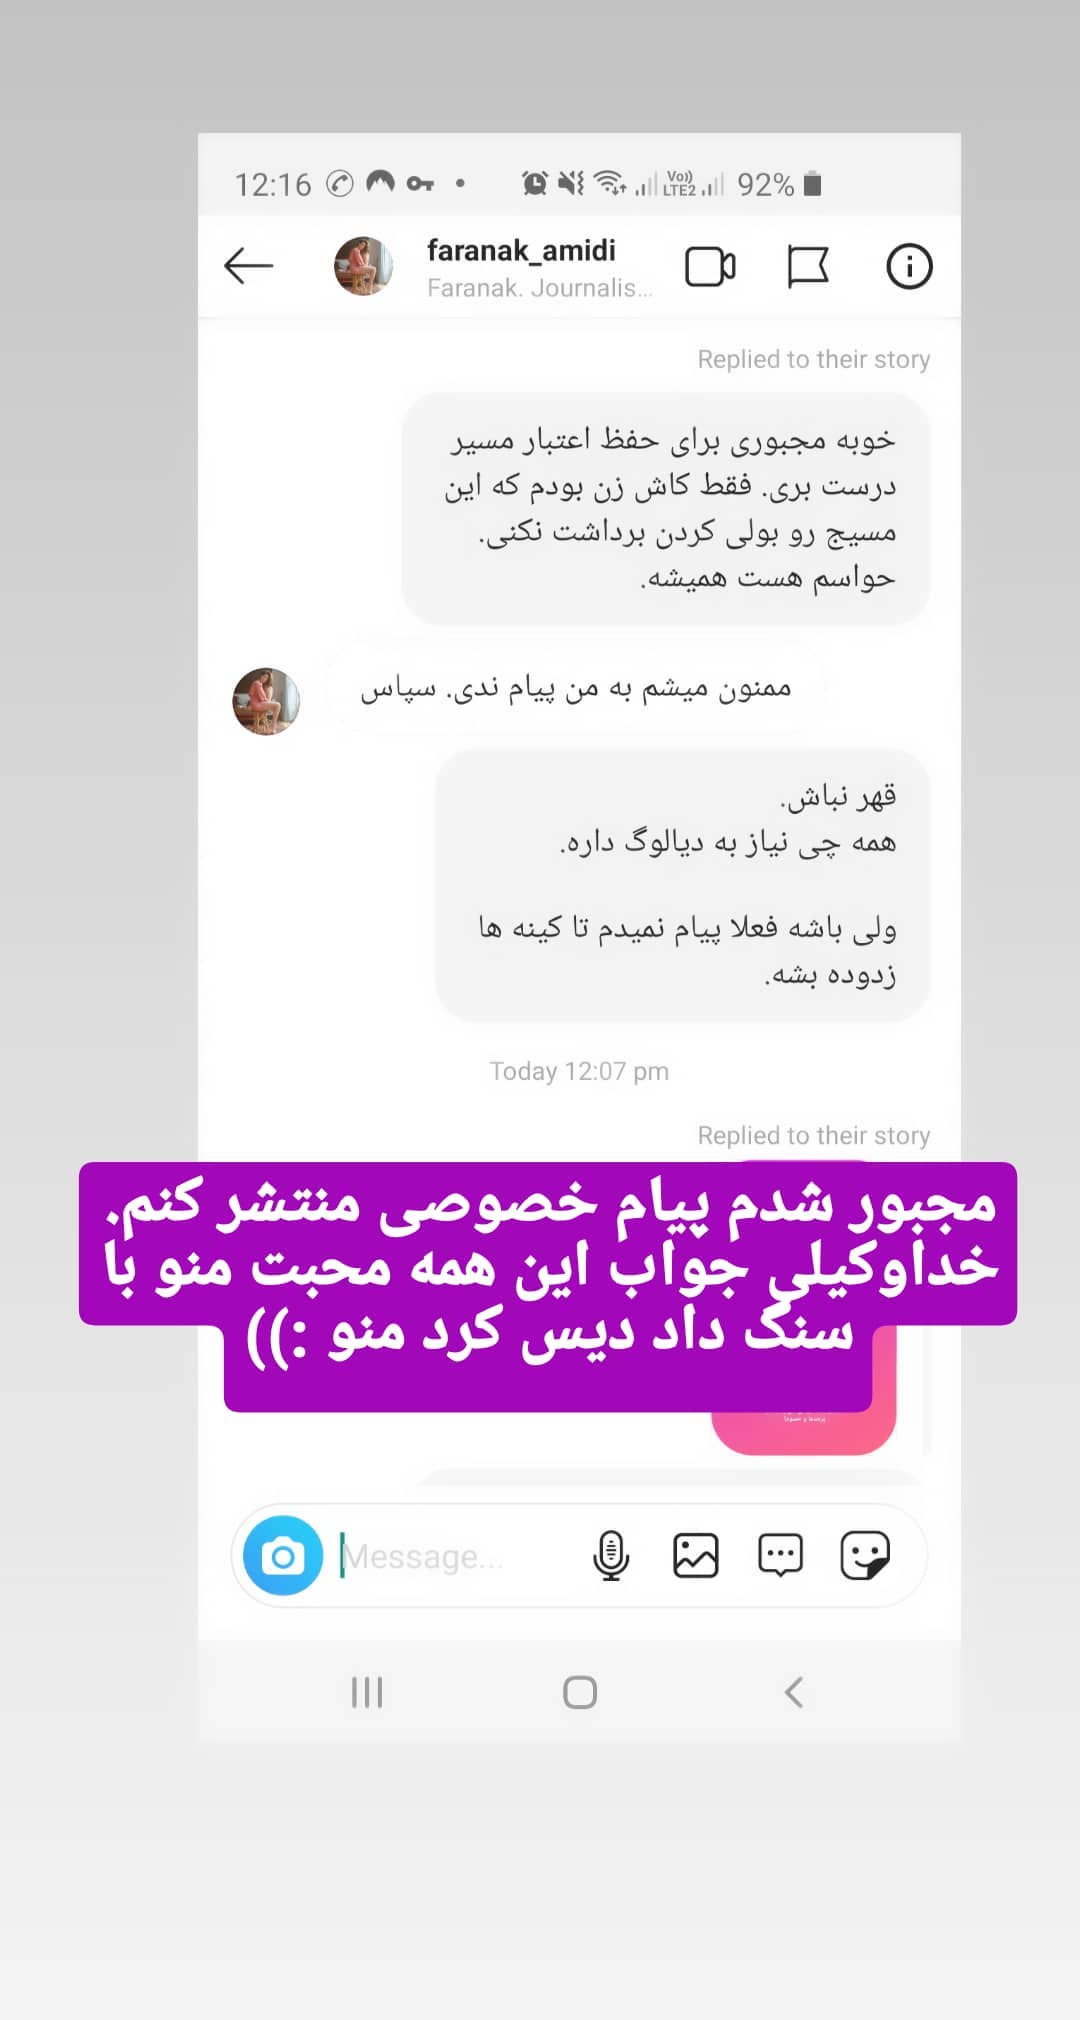 12:16
Vo))
LTE2
92%
faranak_amidi
Faranak. Journalis...
Replied to their story
خوبه مجبوری برای حفظ اعتبار مسیر
درست بری. فقط کاش زن بودم که این
مسیج رو بولی کردن برداشت نکنی.
حواسم هست همیشه.
ممنون میشم به من پیام ندی. سپاس
قهر نباش.
همه چی نیاز به دیالوگ داره.
ولی باشه فعلا پیام نمیدم تا کینه ها
زدوده بشه.
Today 12:07 pm
Replied to their story
مجبور شدم پیام خصوصی منتشر کنم.
خداوکیلی جواب این همه محبت منو با
سنگ داد دیس کرد منو :))
Message...